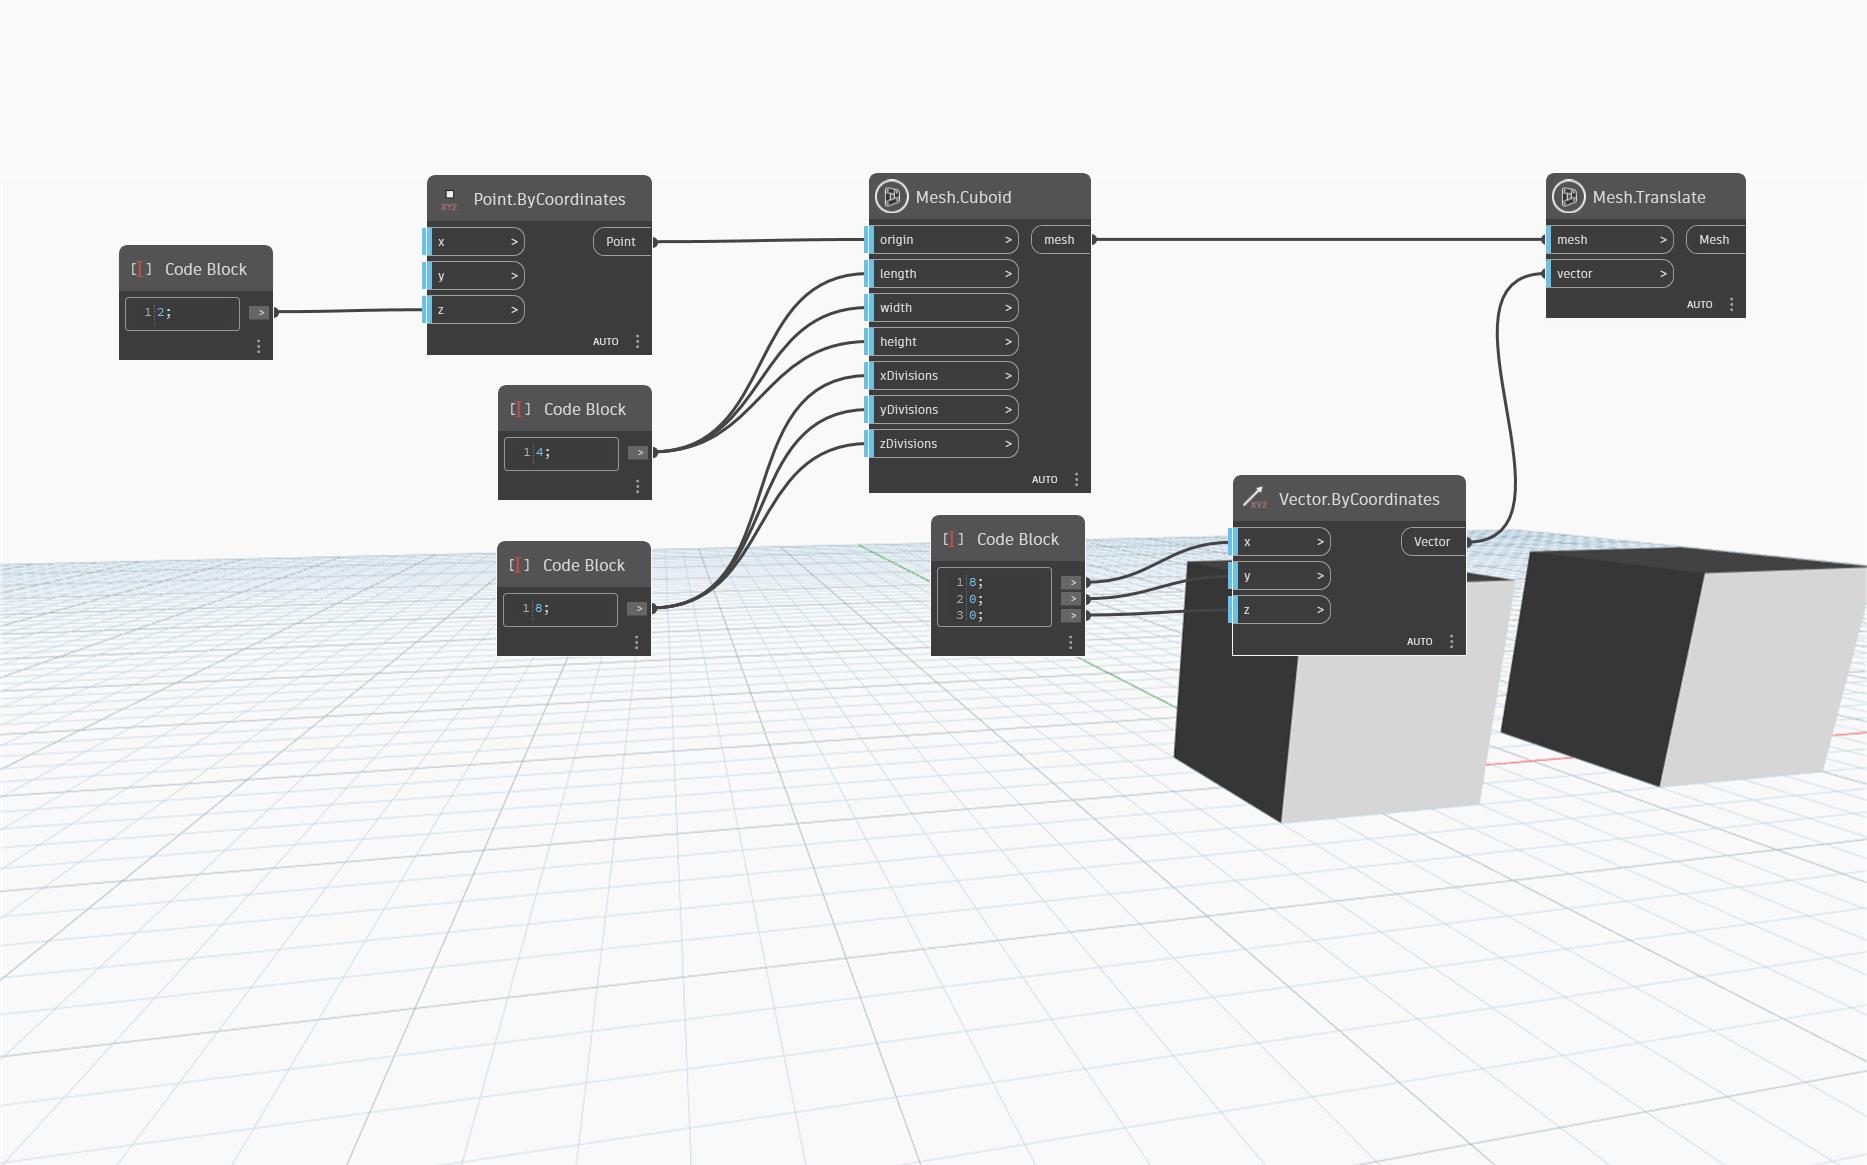 Code Block
1 2; >
XYZ Point.ByCoordinates
x > Point
y >
z >
AUTO
Code Block
1 4; >
Code Block
1 8; >
Mesh.Cuboid
origin > mesh
length >
width >
height >
xDivisions >
yDivisions >
zDivisions >
AUTO
Code Block
1 8; >
2 0; >
3 0; >
XYZ Vector.ByCoordinates
x > Vector
y >
z >
AUTO
Mesh.Translate
mesh > Mesh
vector >
AUTO